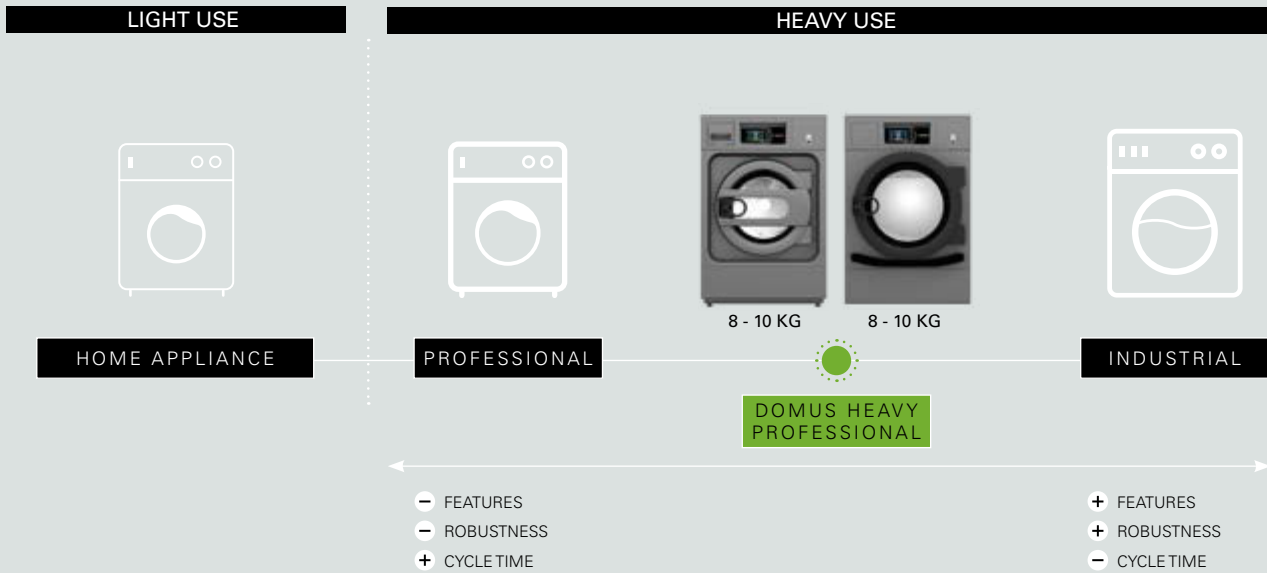 LIGHT USE
HEAVY USE
8 - 10 KG
8 - 10 KG
HOME APPLIANCE
PROFESSIONAL
INDUSTRIAL
DOMUS HEAVY
PROFESSIONAL
− FEATURES
− ROBUSTNESS
+ CYCLE TIME
+ FEATURES
+ ROBUSTNESS
− CYCLE TIME